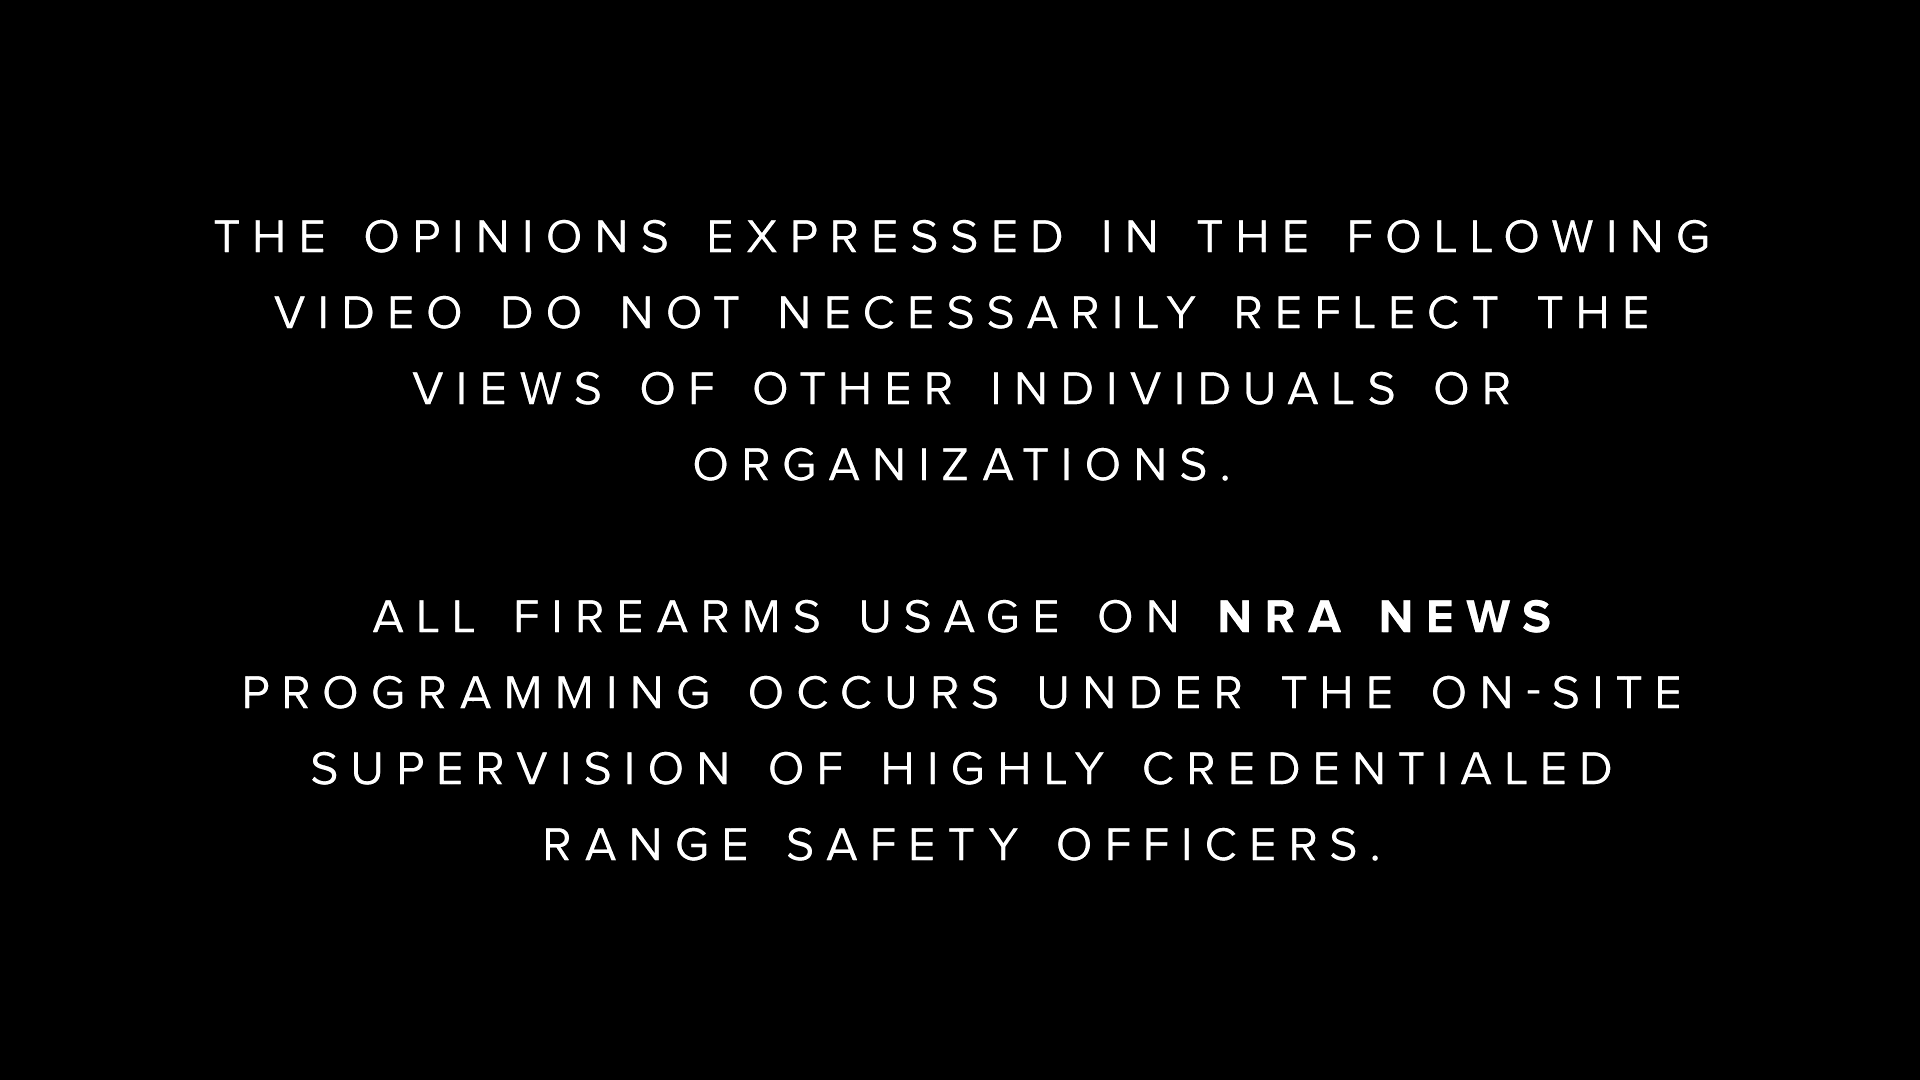 THE OPINIONS EXPRESSED IN THE FOLLOWING
VIDEO DO NOT NECESSARILY REFLECT THE
VIEWS OF OTHER INDIVIDUALS OR
ORGANIZATIONS.
ALL FIREARMS USAGE ON NRA NEWS
PROGRAMMING OCCURS UNDER THE ON-SITE
SUPERVISION OF HIGHLY CREDENTIALED
RANGE SAFETY OFFICERS.